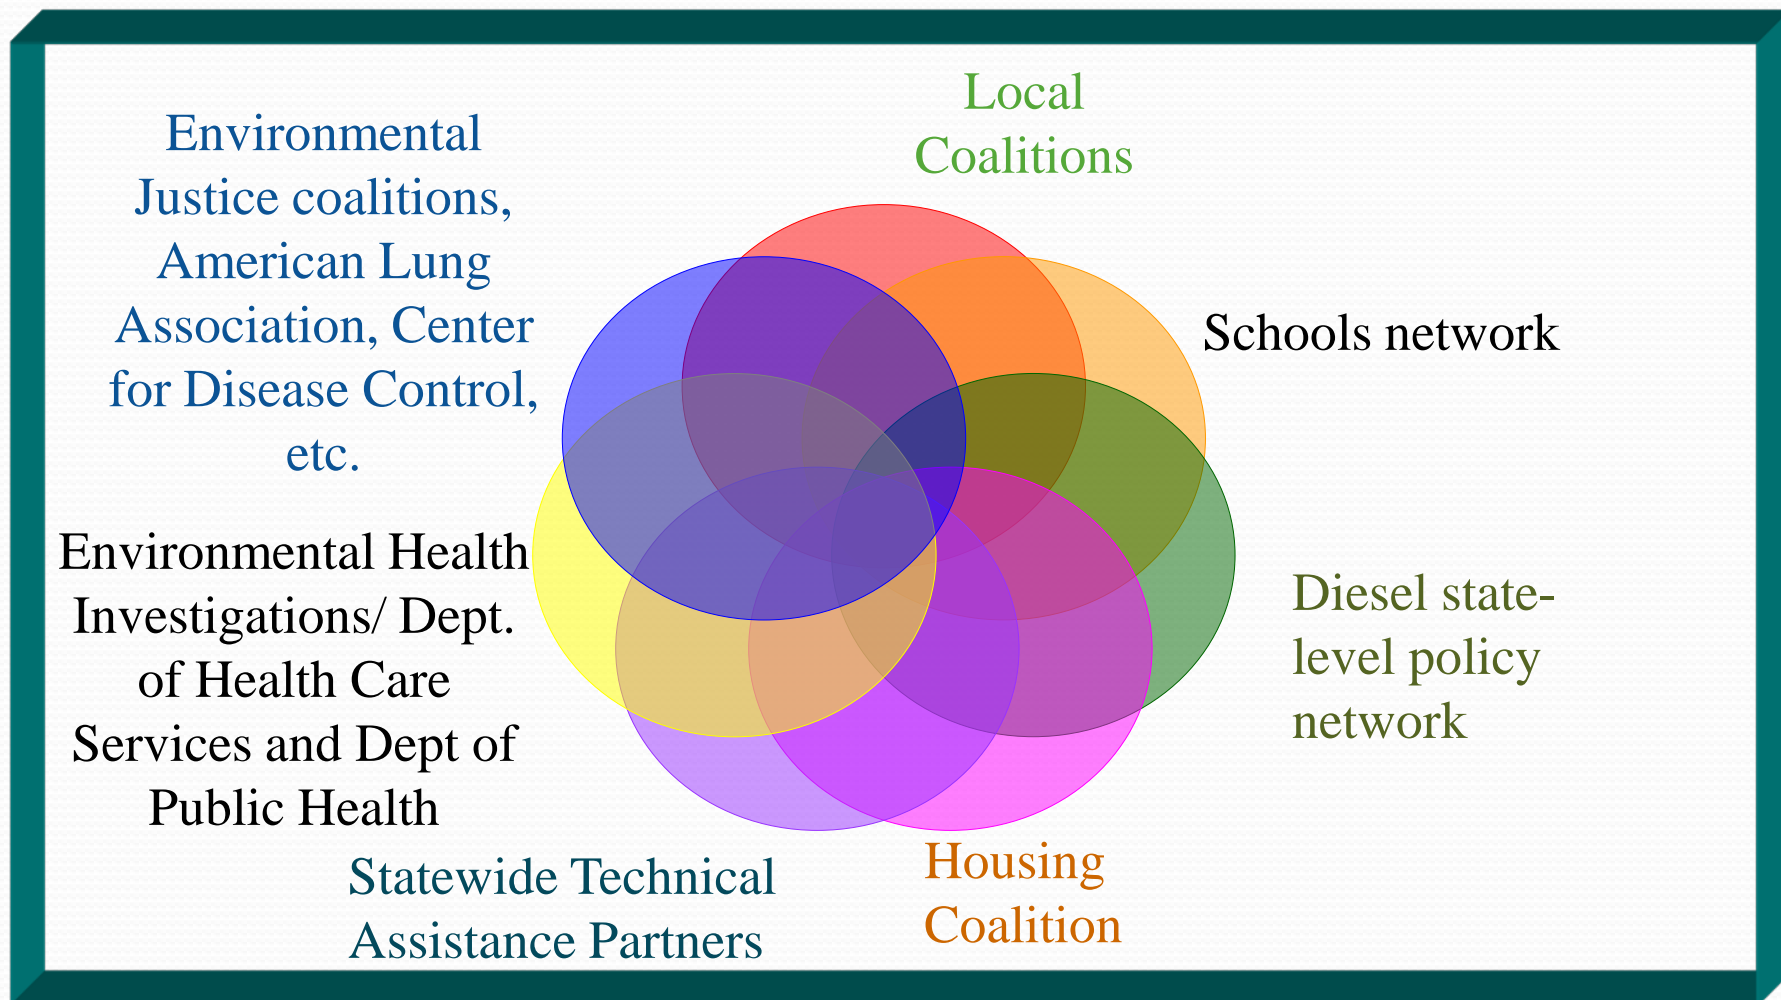 Local
Coalitions
Environmental
Justice coalitions,
American Lung
Association, Center
for Disease Control,
etc.
Schools network
Environmental Health
Investigations/ Dept.
of Health Care
Services and Dept of
Public Health
Diesel state-
level policy
network
Statewide Technical
Assistance Partners
Housing
Coalition